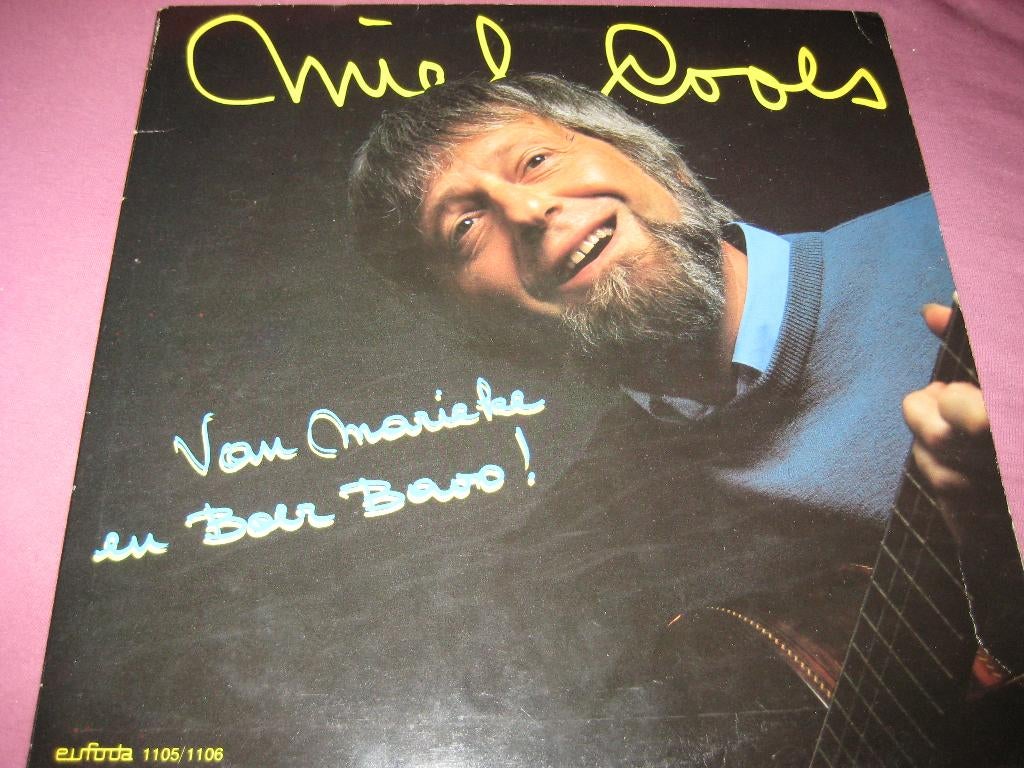 Miel Cools
Van Marieke
en Boer Bavo!
eufoda 1105/1106